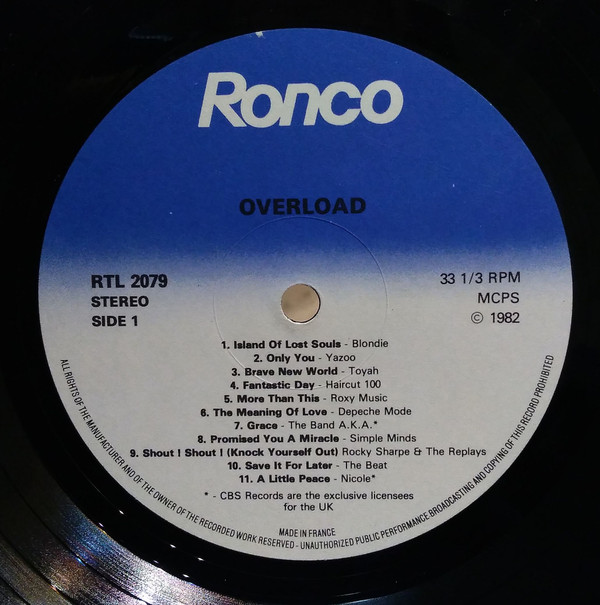 Ronco
OVERLOAD
RTL 2079
STEREO
SIDE 1
33 1/3 RPM
MCPS
© 1982
1. Island Of Lost Souls - Blondie
2. Only You - Yazoo
3. Brave New World - Toyah
4. Fantastic Day - Haircut 100
5. More Than This - Roxy Music
6. The Meaning Of Love - Depeche Mode
7. Grace - The Band A.K.A.*
8. Promised You A Miracle - Simple Minds
9. Shout ! Shout ! (Knock Yourself Out) Rocky Sharpe & The Replays
10. Save It For Later - The Beat
11. A Little Peace - Nicole*
* - CBS Records are the exclusive licensees
for the UK
MADE IN FRANCE
ALL RIGHTS OF THE MANUFACTURER AND OF THE OWNER OF THE RECORDED WORK RESERVED - UNAUTHORIZED PUBLIC PERFORMANCE BROADCASTING AND COPYING OF THIS RECORD PROHIBITED